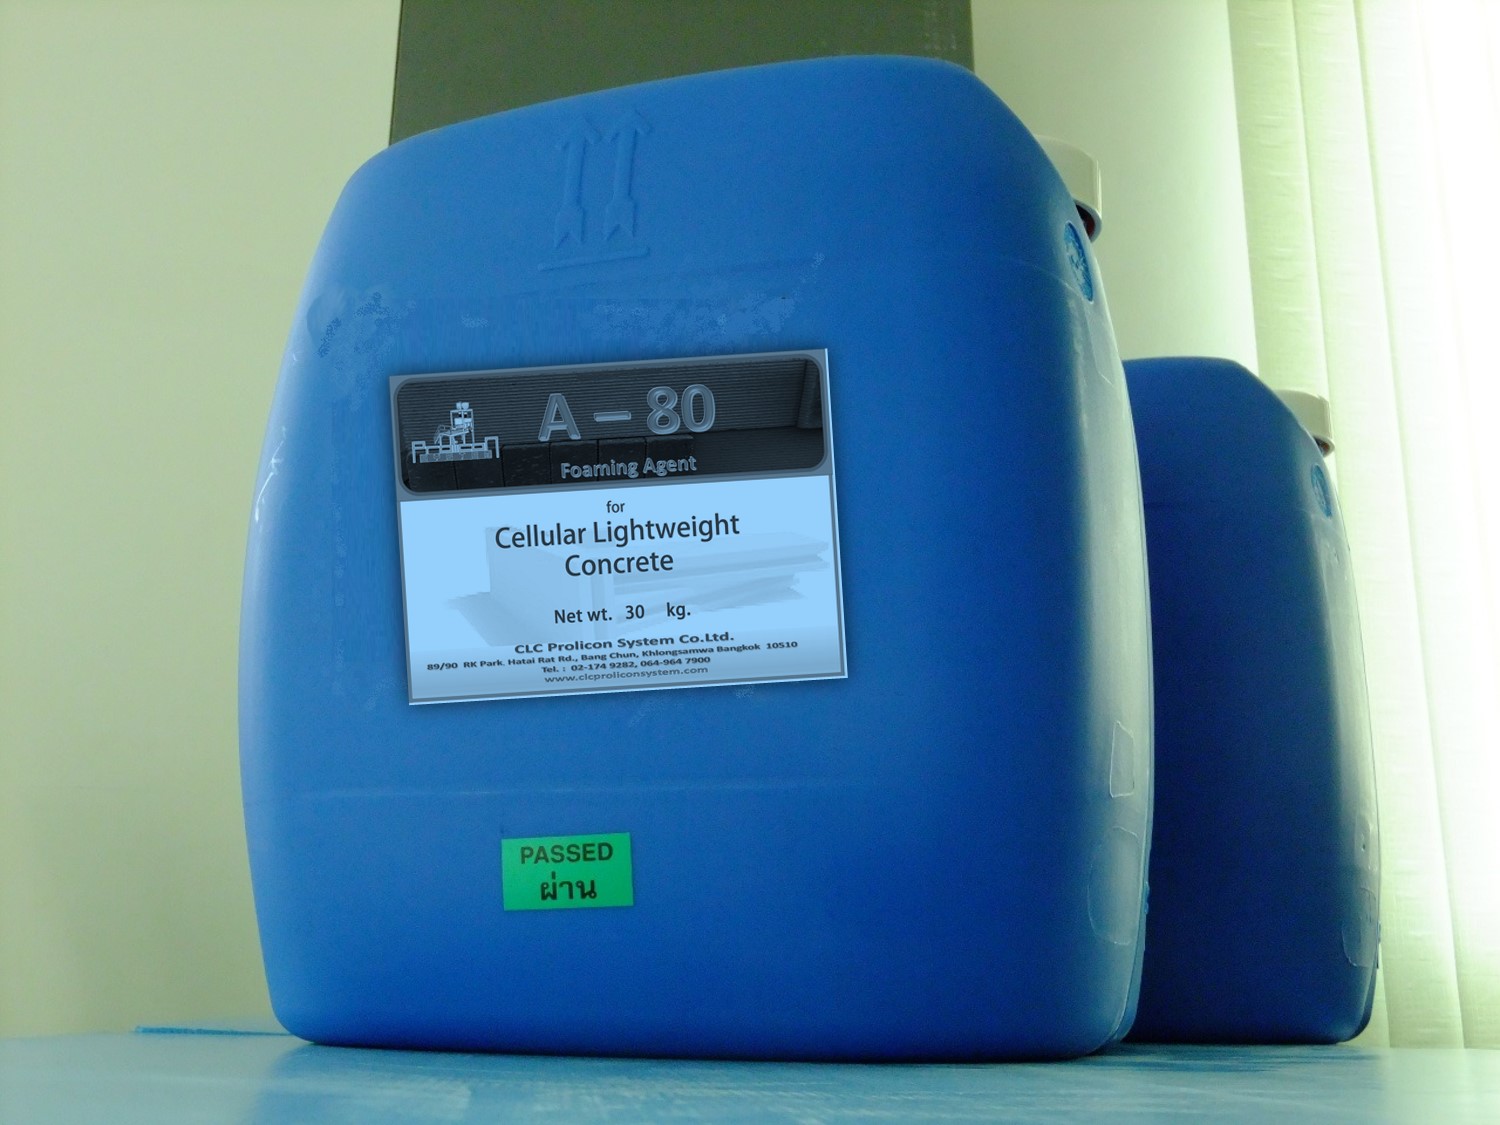 A – 80
Foaming Agent
for
Cellular Lightweight
Concrete
Net wt. 30 kg.
CLC Prolicon System Co.Ltd.
89/90 RK Park. Hatai Rat Rd., Bang Chun, Khlongsamwa Bangkok 10510
Tel. : 02-174 9282, 064-964 7900
www.clcproliconsystem.com
PASSED
ผ่าน